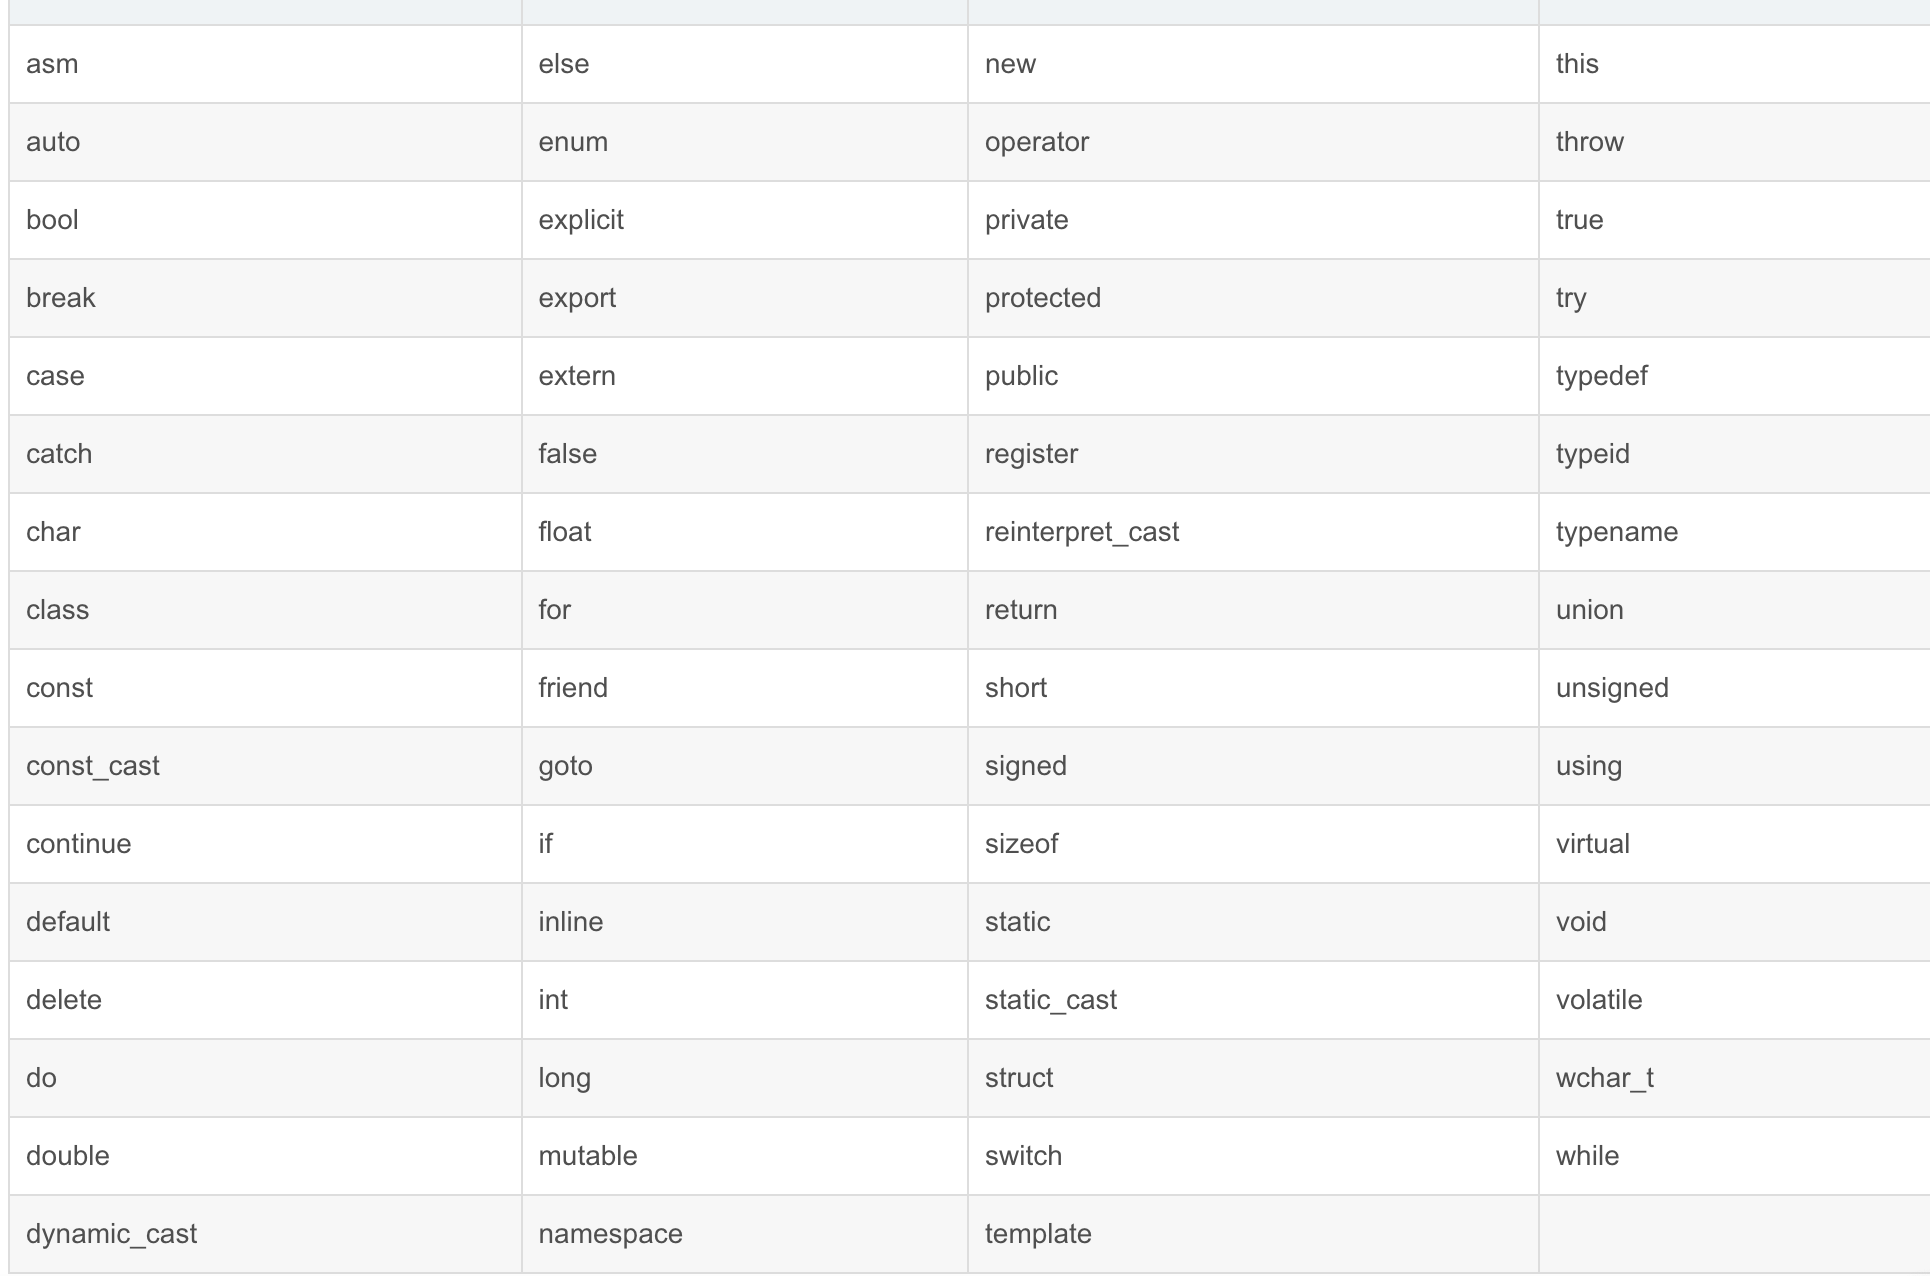 asm else new this
auto enum operator throw
bool explicit private true
break export protected try
case extern public typedef
catch false register typeid
char float reinterpret_cast typename
class for return union
const friend short unsigned
const_cast goto signed using
continue if sizeof virtual
default inline static void
delete int static_cast volatile
do long struct wchar_t
double mutable switch while
dynamic_cast namespace template